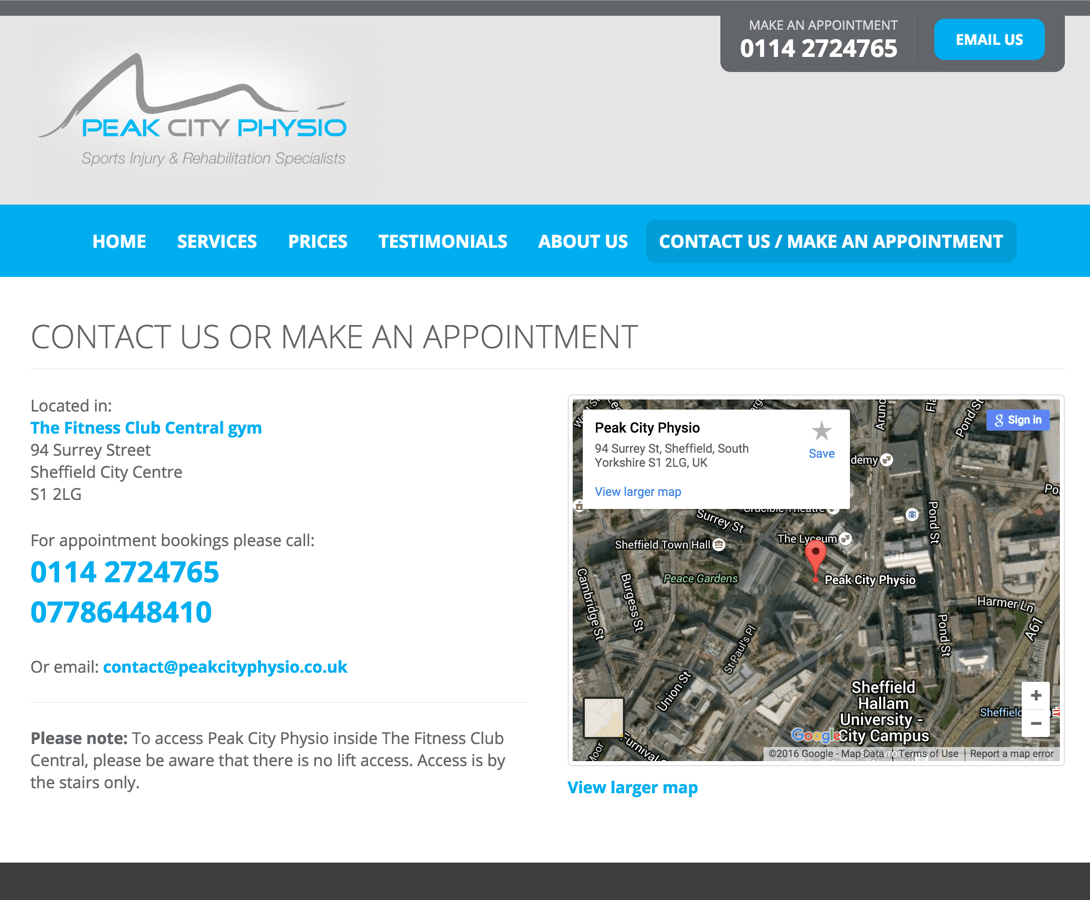 MAKE AN APPOINTMENT
0114 2724765
EMAIL US
PEAK CITY PHYSIO
Sports Injury & Rehabilitation Specialists
HOME
SERVICES
PRICES
TESTIMONIALS
ABOUT US
CONTACT US / MAKE AN APPOINTMENT
CONTACT US OR MAKE AN APPOINTMENT
Located in:
The Fitness Club Central gym
94 Surrey Street
Sheffield City Centre
S1 2LG
For appointment bookings please call:
0114 2724765
07786448410
Or email: contact@peakcityphysio.co.uk
Please note: To access Peak City Physio inside The Fitness Club
Central, please be aware that there is no lift access. Access is by
the stairs only.
Peak City Physio
94 Surrey St, Sheffield, South
Yorkshire S1 2LG, UK
View larger map
Save
Sign in
Pond St
Surrey St
Crucible Theatre
The Lyceum
Sheffield Town Hall
Peace Gardens
Peak City Physio
Pond St
Cambridge St
Burgess St
Harmer Ln
A61
Pond St
St Paul's Pl
Union St
Sheffield
Hallam
University -
City Campus
Sheffield
+
−
Google
©2016 Google - Map Data
Terms of Use
Report a map error
View larger map